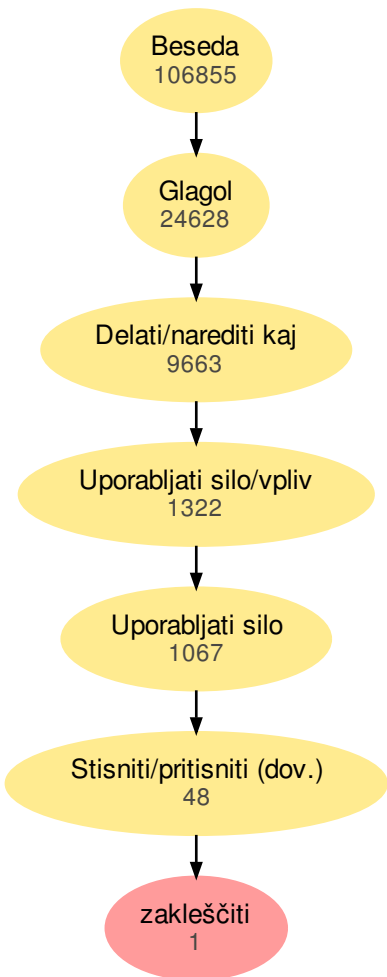 Beseda
106855
Glagol
24628
Delati/narediti kaj
9663
Uporabljati silo/vpliv
1322
Uporabljati silo
1067
Stisniti/pritisniti (dov.)
48
zakleščiti
1